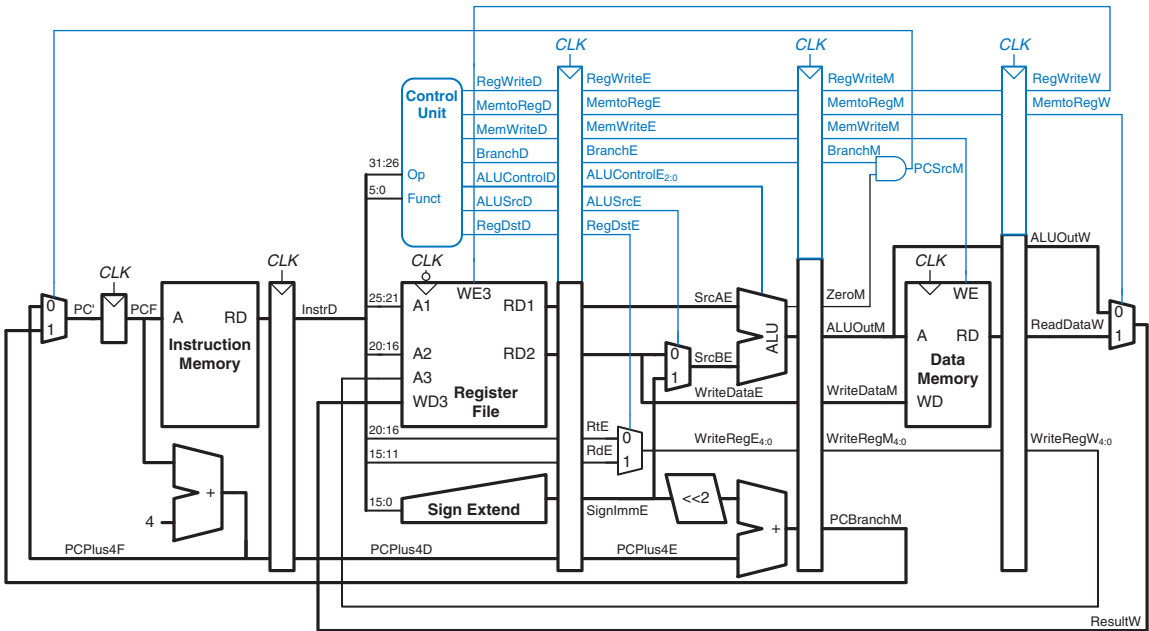 CLK
CLK
CLK
Control
Unit
RegWriteD
RegWriteE
RegWriteM
RegWriteW
MemtoRegD
MemtoRegE
MemtoRegM
MemtoRegW
MemWriteD
MemWriteE
MemWriteM
BranchD
BranchE
BranchM
PCSrcM
31:26
Op
ALUControlD
ALUControlE2:0
5:0
Funct
ALUSrcD
ALUSrcE
RegDstD
RegDstE
ALUOutW
CLK
CLK
CLK
CLK
0
1
PC'
PCF
A
RD
Instruction
Memory
InstrD
25:21
A1
WE3
RD1
SrcAE
ZeroM
WE
20:16
A2
RD2
0
1
SrcBE
ALU
ALUOutM
A
RD
ReadDataW
0
1
A3
Register
File
Data
Memory
WD3
WriteDataE
WriteDataM
WD
20:16
RtE
0
15:11
RdE
1
WriteRegE4:0
WriteRegM4:0
WriteRegW4:0
+
4
15:0
Sign Extend
SignImmE
<<2
+
PCBranchM
PCPlus4F
PCPlus4D
PCPlus4E
ResultW